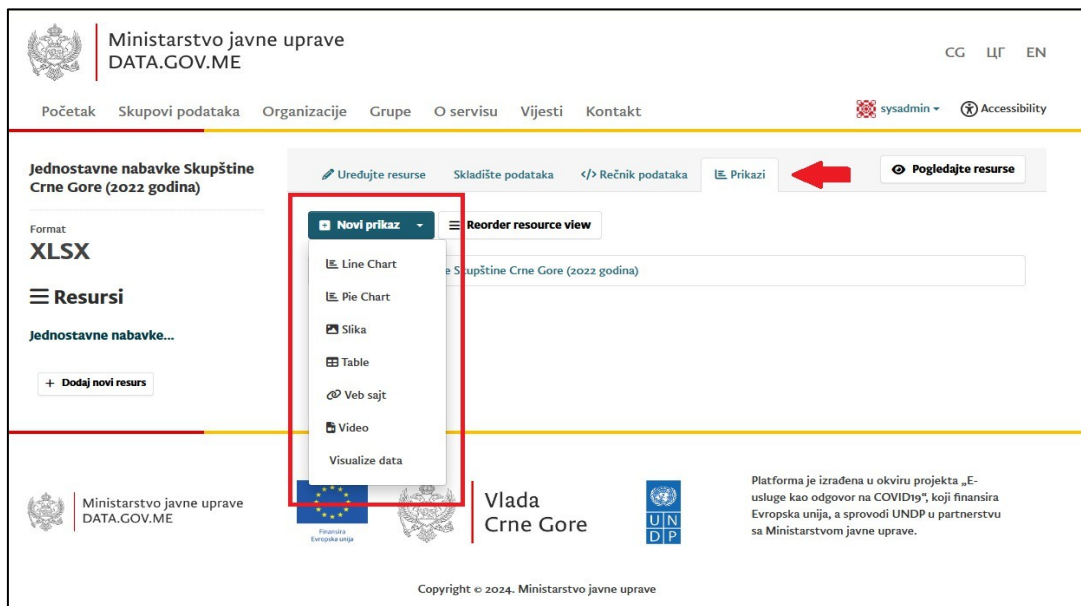 Ministarstvo javne uprave
DATA.GOV.ME
CG ЦГ EN
Početak Skupovi podataka Organizacije Grupe O servisu Vijesti Kontakt
sysadmin Accessibility
Jednostavne nabavke Skupštine
Crne Gore (2022 godina)
Format
XLSX
Resursi
Jednostavne nabavke...
+ Dodaj novi resurs
Uređujte resurse Skladište podataka </> Rečnik podataka Prikazi
Pogledajte resurse
Novi prikaz
Reorder resource view
e Skupštine Crne Gore (2022 godina)
Line Chart
Pie Chart
Slika
Table
Veb sajt
Video
Visualize data
Ministarstvo javne uprave
DATA.GOV.ME
Finansira
Evropska unija
Vlada
Crne Gore
U N
D P
Platforma je izrađena u okviru projekta „E-
usluge kao odgovor na COVID19“, koji finansira
Evropska unija, a sprovodi UNDP u partnerstvu
sa Ministarstvom javne uprave.
Copyright © 2024. Ministarstvo javne uprave